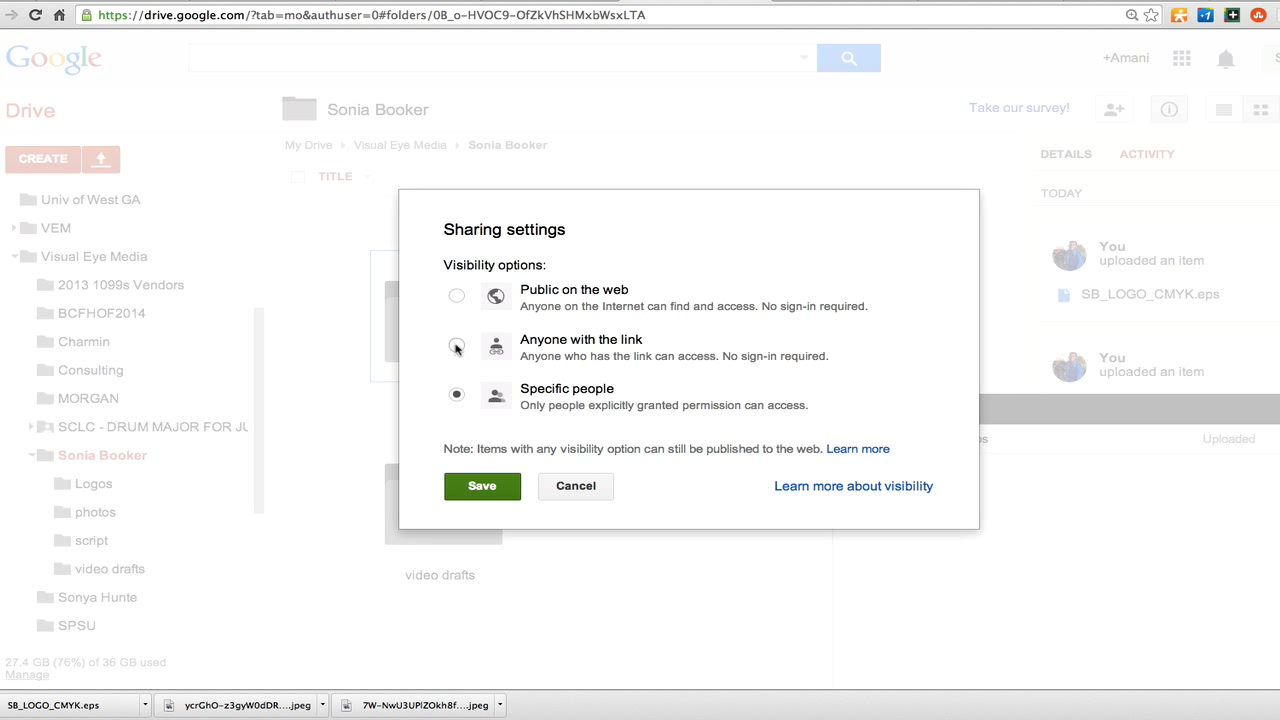 https://drive.google.com/?tab=mo&authuser=0#folders/0B_o-HVOC9-OfZkVhSHMxbWsxLTA
Google
+Amani
S
Drive
Sonia Booker
Take our survey!
My Drive
Visual Eye Media
Sonia Booker
DETAILS
ACTIVITY
CREATE
TITLE
TODAY
Univ of West GA
VEM
Visual Eye Media
2013 1099s Vendors
BCFHOF2014
Charmin
Consulting
MORGAN
SCLC - DRUM MAJOR FOR JU
Sonia Booker
Logos
photos
script
video drafts
Sonya Hunte
SPSU
27.4 GB (76%) of 36 GB used
Manage
Sharing settings
Visibility options:
Public on the web
Anyone on the Internet can find and access. No sign-in required.
Anyone with the link
Anyone who has the link can access. No sign-in required.
Specific people
Only people explicitly granted permission can access.
Note: Items with any visibility option can still be published to the web. Learn more
Save
Cancel
Learn more about visibility
video drafts
You
uploaded an item
SB_LOGO_CMYK.eps
You
uploaded an item
Uploaded
SB_LOGO_CMYK.eps
ycrGhO-z3gyW0dDR....jpeg
7W-NwU3UPlZOkh8f....jpeg